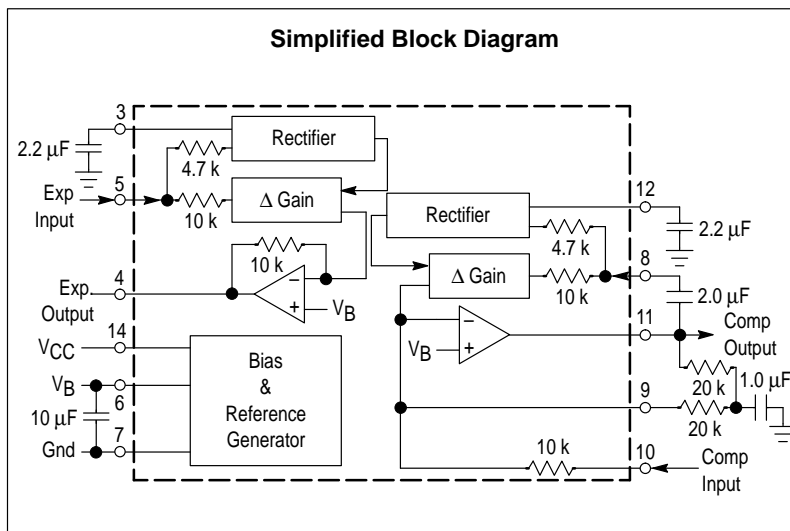 Simplified Block Diagram
3
Rectifier
2.2 µF
4.7 k
Exp
Input
5
10 k
Δ Gain
12
Rectifier
2.2 µF
4.7 k
8
10 k
Δ Gain
10 k
2.0 µF
4
Exp.
Output
−
+
VB
11
Comp
Output
−
+
VB
14
VCC
Bias
&
Reference
Generator
VB
6
10 µF
7
Gnd
20 k
1.0 µF
9
20 k
10 k
10
Comp
Input